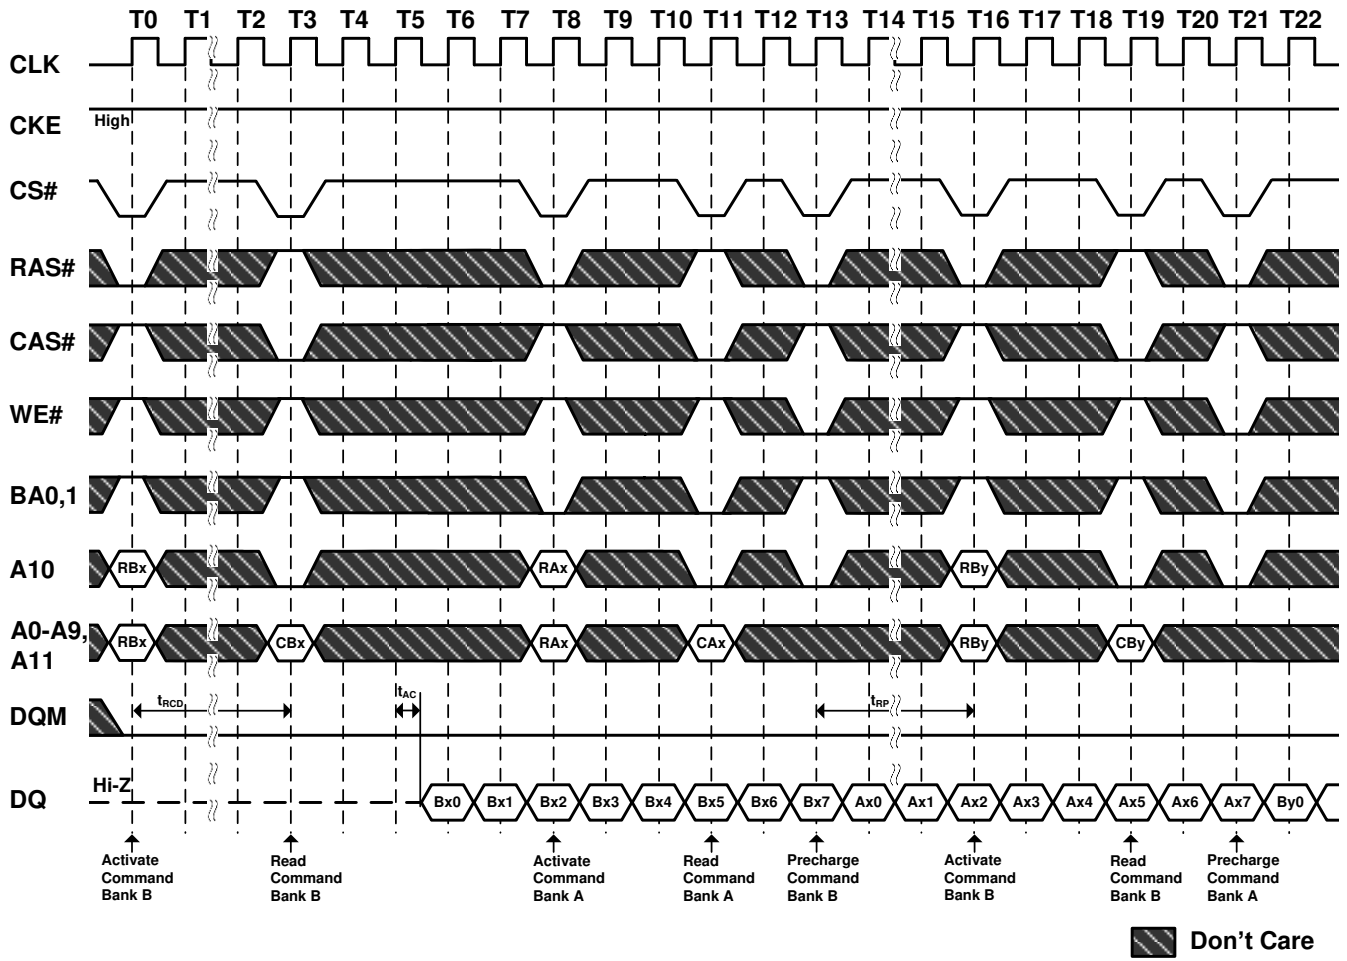 T0 T1 T2 T3 T4 T5 T6 T7 T8 T9 T10 T11 T12 T13 T14 T15 T16 T17 T18 T19 T20 T21 T22
CLK
CKE High
CS#
RAS#
CAS#
WE#
BA0,1
A10 RBx RAx RBy
A0-A9,
A11 RBx CBx RAx CAx RBy CBy
DQM tRCD tAC tRP
DQ Hi-Z Bx0 Bx1 Bx2 Bx3 Bx4 Bx5 Bx6 Bx7 Ax0 Ax1 Ax2 Ax3 Ax4 Ax5 Ax6 Ax7 By0
Activate
Command
Bank B
Read
Command
Bank B
Activate
Command
Bank A
Read
Command
Bank A
Precharge
Command
Bank B
Activate
Command
Bank B
Read
Command
Bank B
Precharge
Command
Bank A
Don't Care